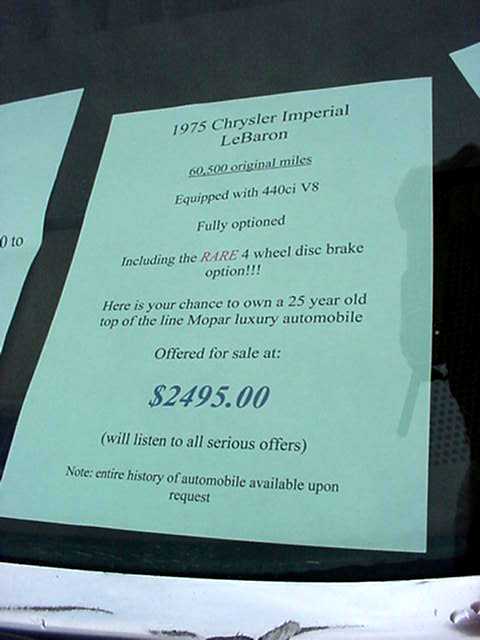 1975 Chrysler Imperial
LeBaron
60,500 original miles
Equipped with 440ci V8
Fully optioned
Including the RARE 4 wheel disc brake
option!!!
Here is your chance to own a 25 year old
top of the line Mopar luxury automobile
Offered for sale at:
$2495.00
(will listen to all serious offers)
Note: entire history of automobile available upon
request
0 to